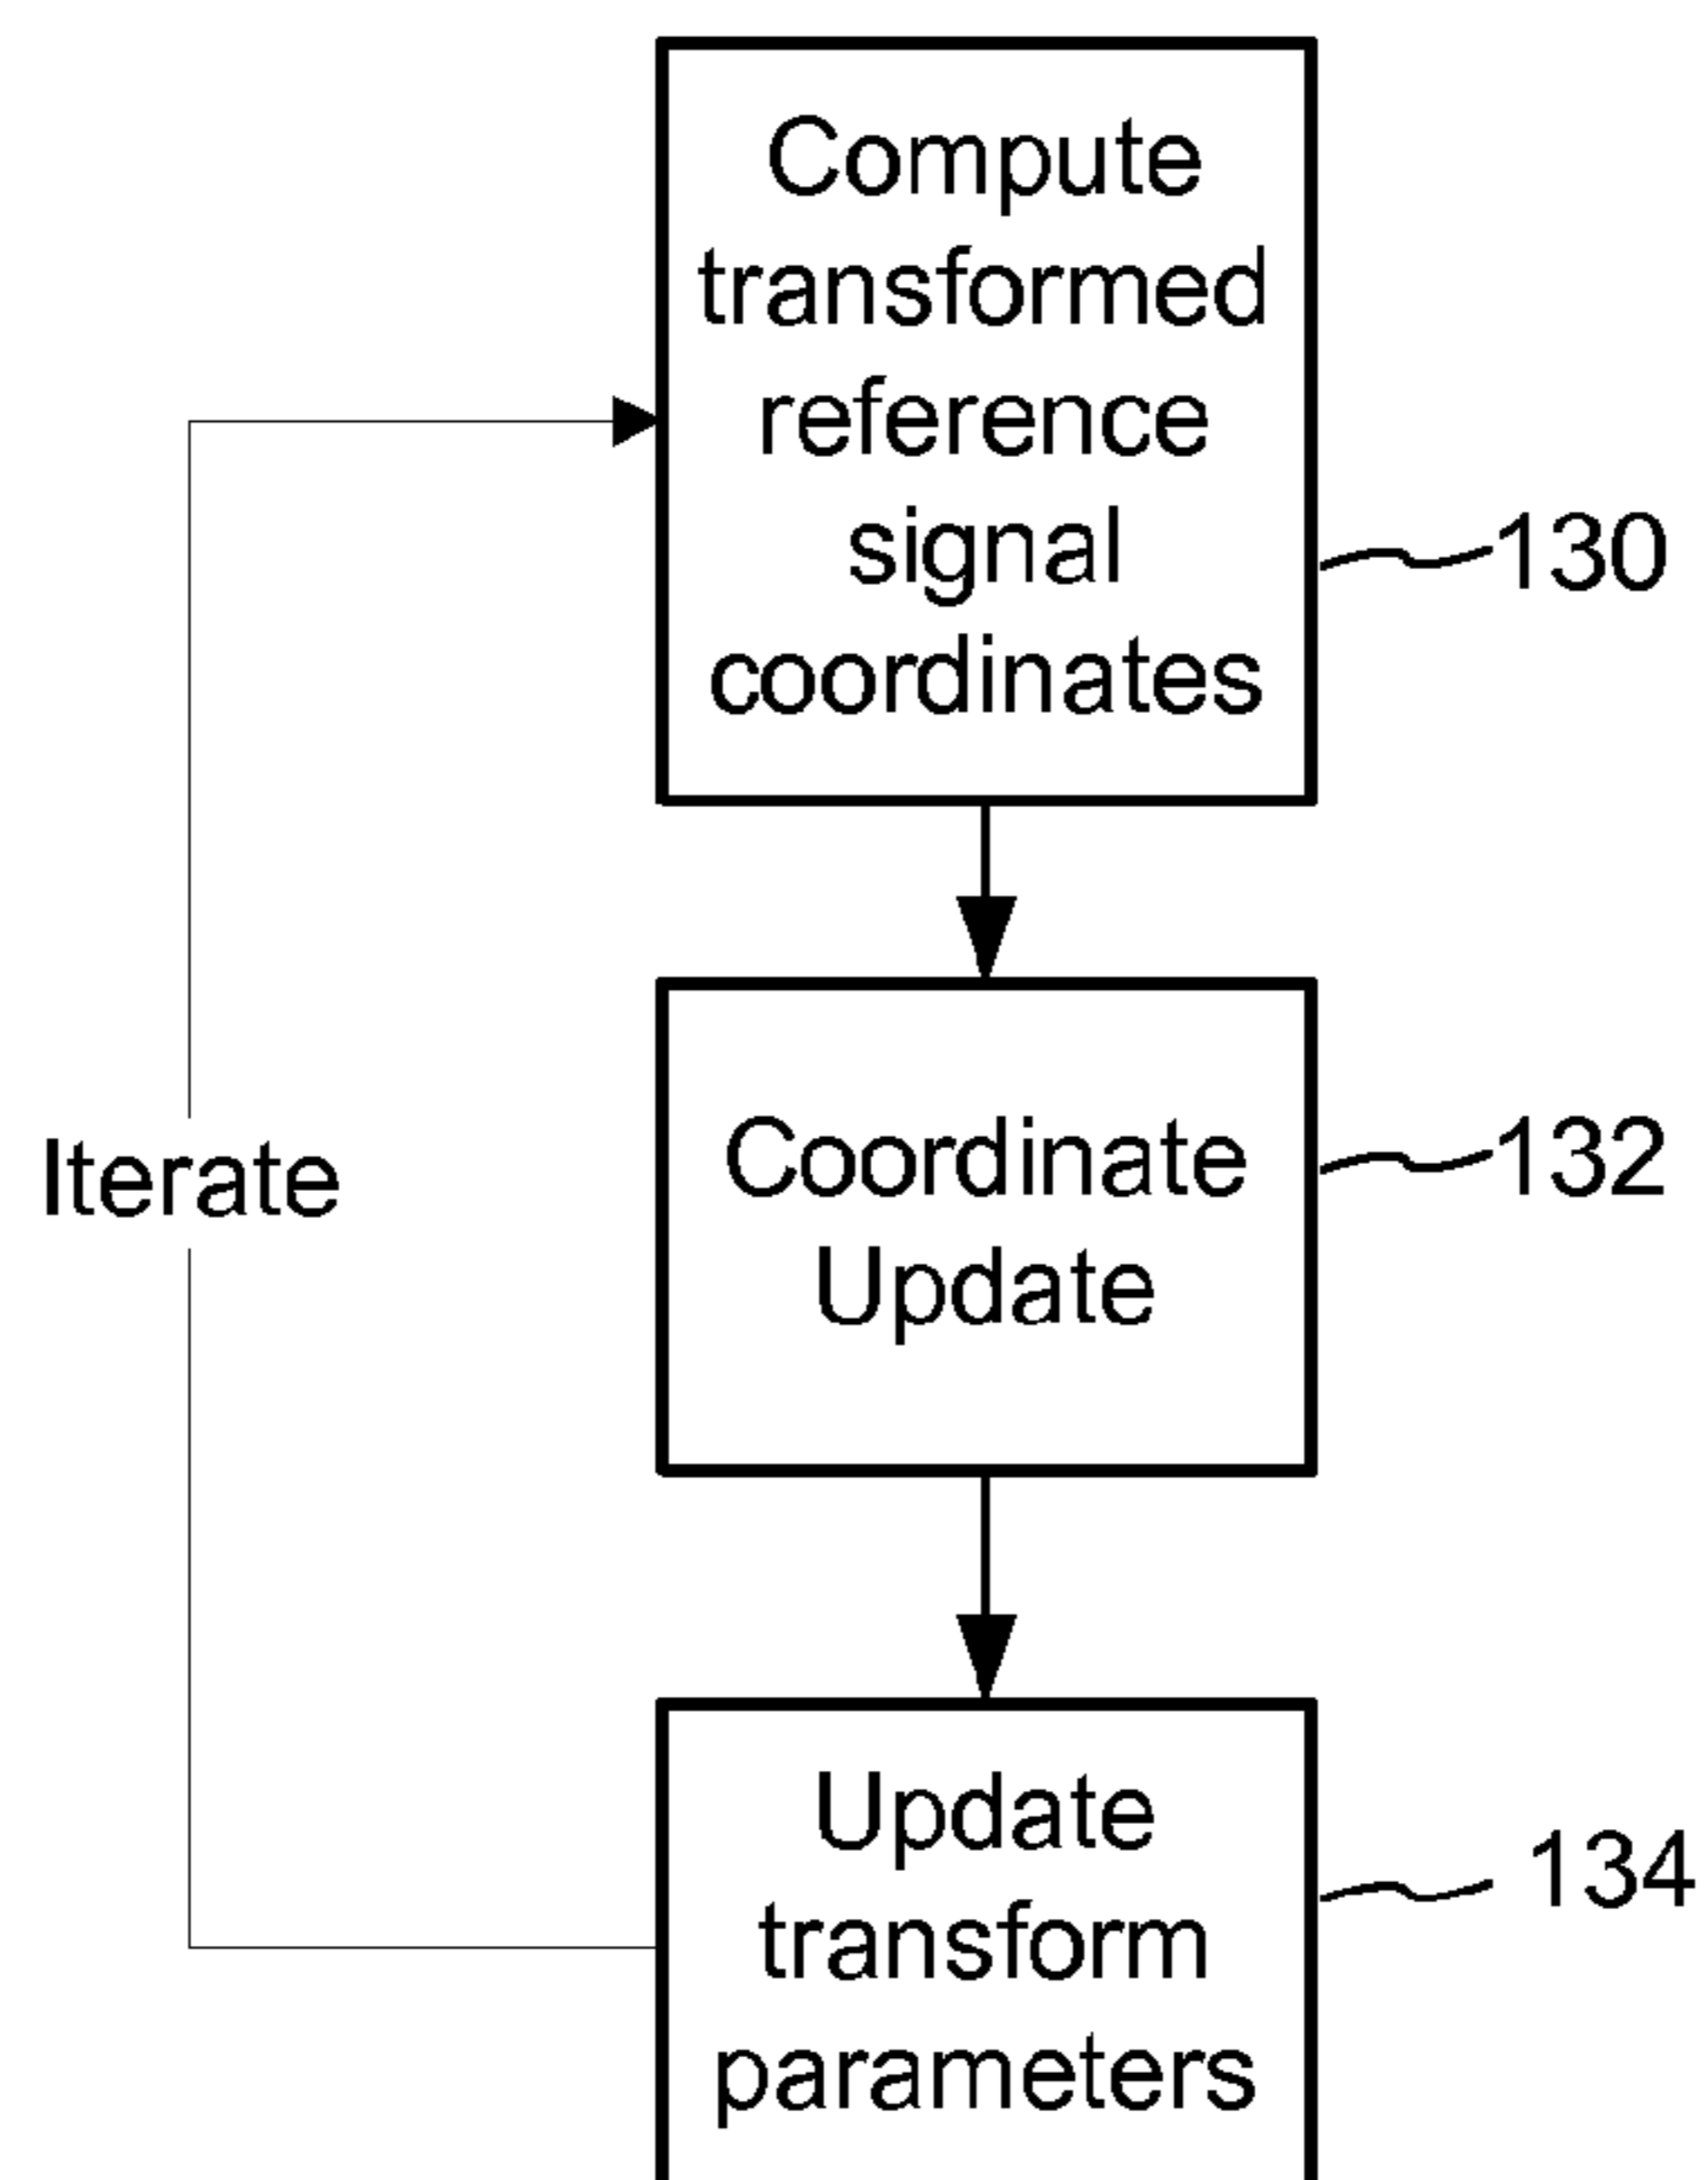 Compute
transformed
reference
signal
coordinates
130
Iterate
Coordinate
Update
132
Update
transform
parameters
134